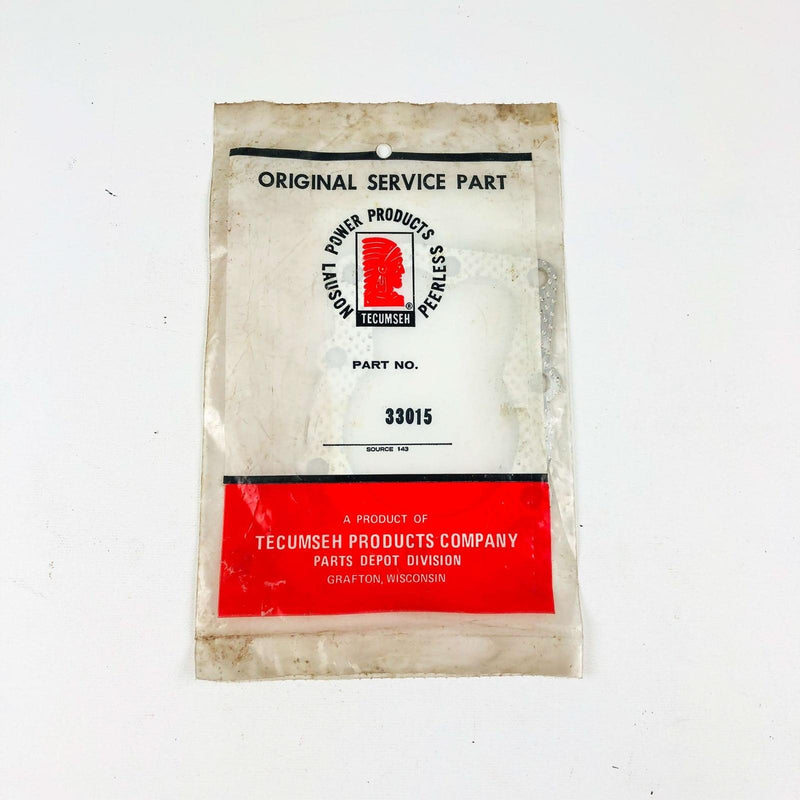 ORIGINAL SERVICE PART
LAUSON POWER PRODUCTS PEERLESS
®
TECUMSEH
PART NO.
33015
SOURCE 143
A PRODUCT OF
TECUMSEH PRODUCTS COMPANY
PARTS DEPOT DIVISION
GRAFTON, WISCONSIN